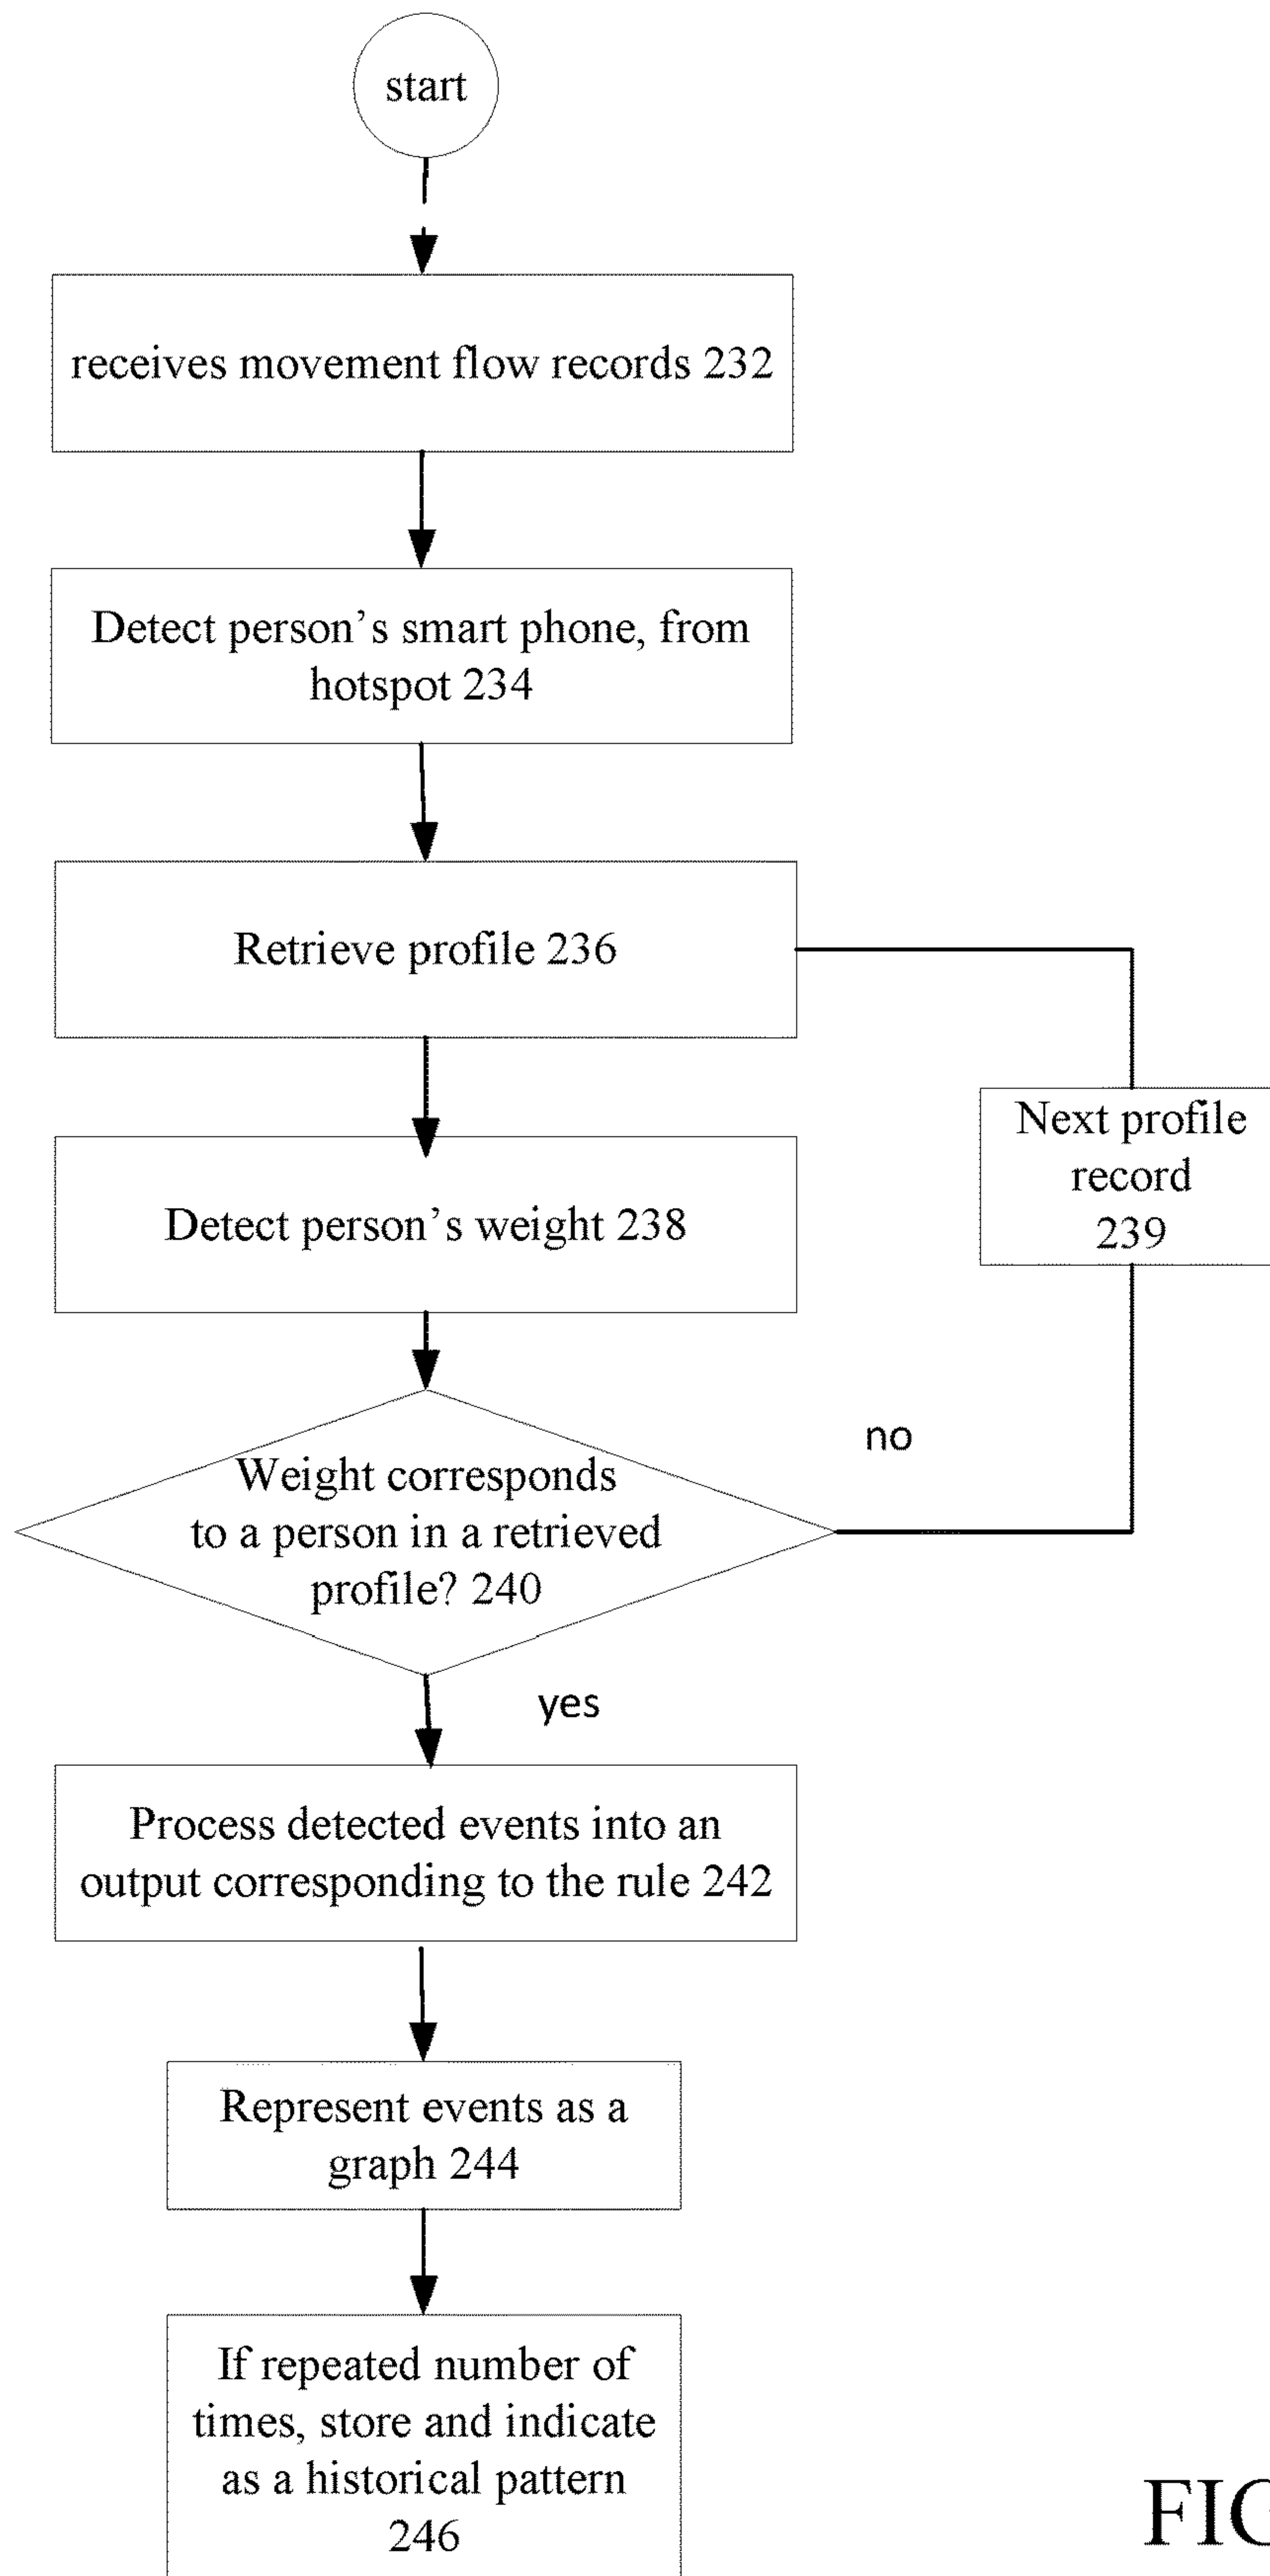 start
receives movement flow records 232
Detect person's smart phone, from
hotspot 234
Retrieve profile 236
Next profile
record
239
Detect person's weight 238
Weight corresponds
to a person in a retrieved
profile? 240
no
yes
Process detected events into an
output corresponding to the rule 242
Represent events as a
graph 244
If repeated number of
times, store and indicate
as a historical pattern
246